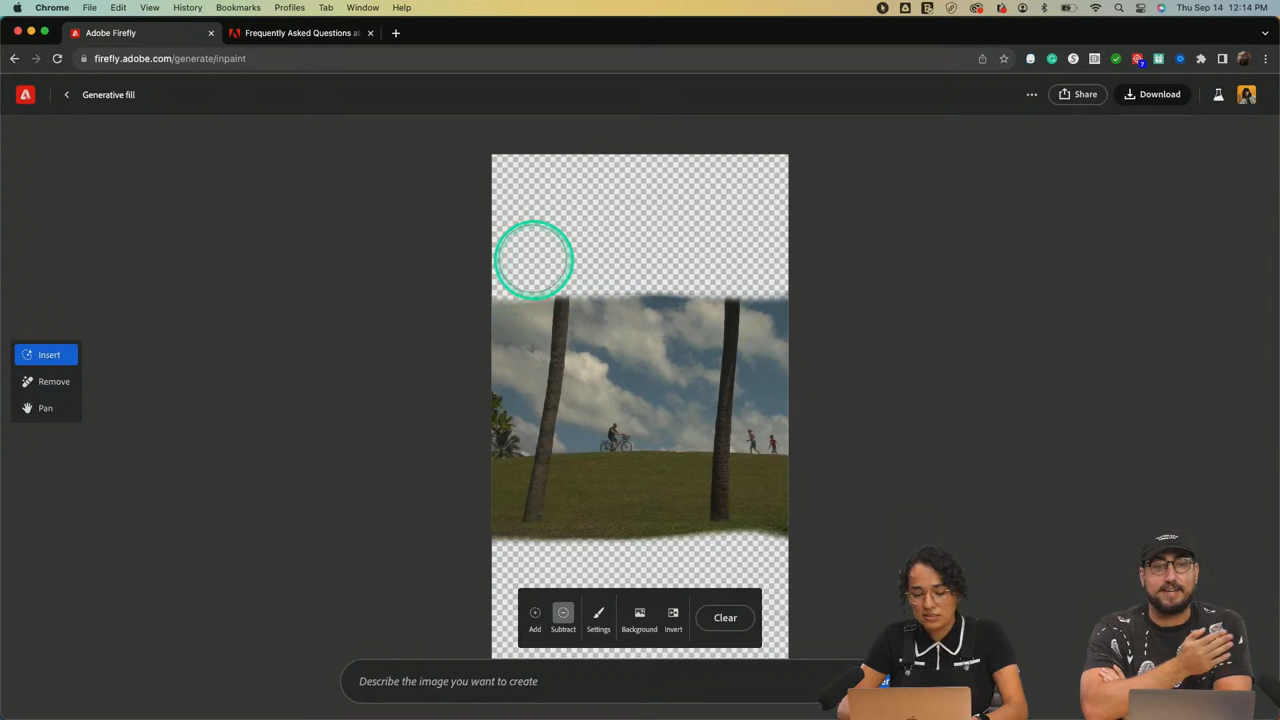 Chrome File Edit View History Bookmarks Profiles Tab Window Help Thu Sep 14 12:14 PM
Adobe Firefly Frequently Asked Questions a
firefly.adobe.com/generate/inpaint
7
Generative fill Share Download
Insert
Remove
Pan
Add Subtract Settings Background Invert Clear
Describe the image you want to create